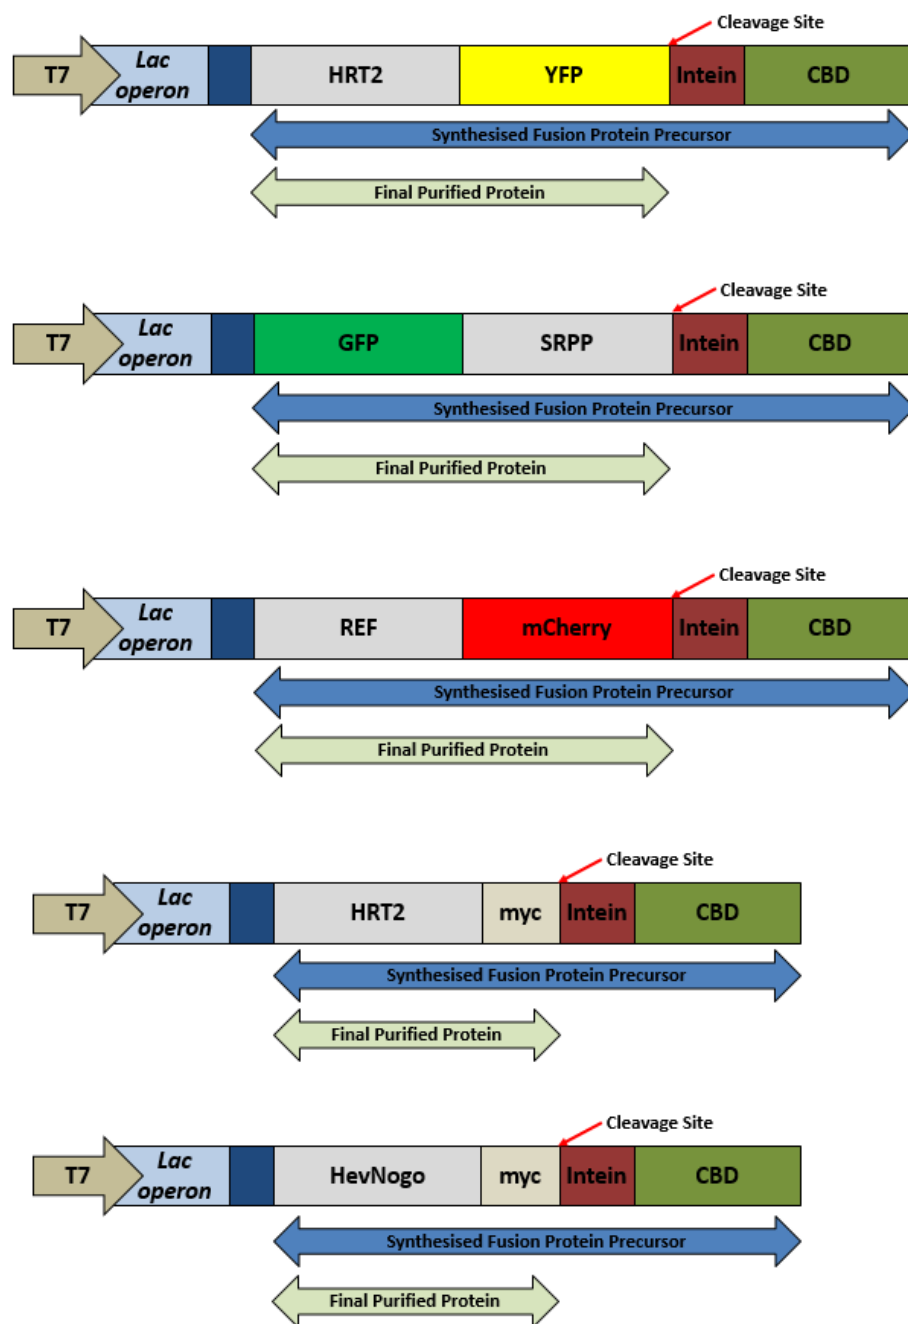 Cleavage Site
T7
Lac
operon
HRT2
YFP
Intein
CBD
Synthesised Fusion Protein Precursor
Final Purified Protein
Cleavage Site
T7
Lac
operon
GFP
SRPP
Intein
CBD
Synthesised Fusion Protein Precursor
Final Purified Protein
Cleavage Site
T7
Lac
operon
REF
mCherry
Intein
CBD
Synthesised Fusion Protein Precursor
Final Purified Protein
Cleavage Site
T7
Lac
operon
HRT2
myc
Intein
CBD
Synthesised Fusion Protein Precursor
Final Purified Protein
Cleavage Site
T7
Lac
operon
HevNogo
myc
Intein
CBD
Synthesised Fusion Protein Precursor
Final Purified Protein